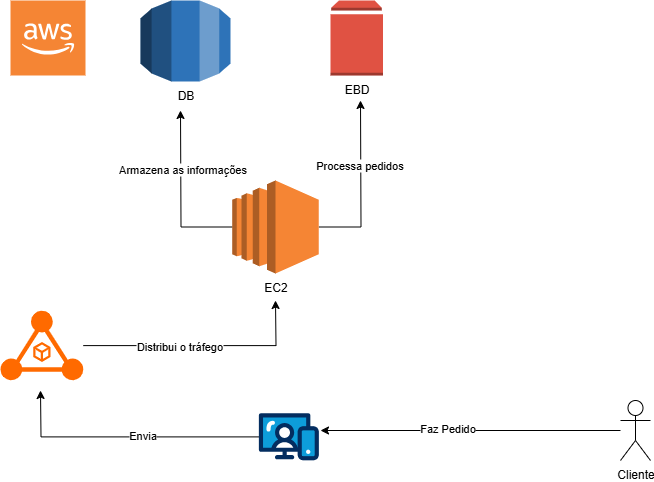 aws
DB
EBD
Armazena as informações
Processa pedidos
EC2
Distribui o tráfego
Envia
Faz Pedido
Cliente